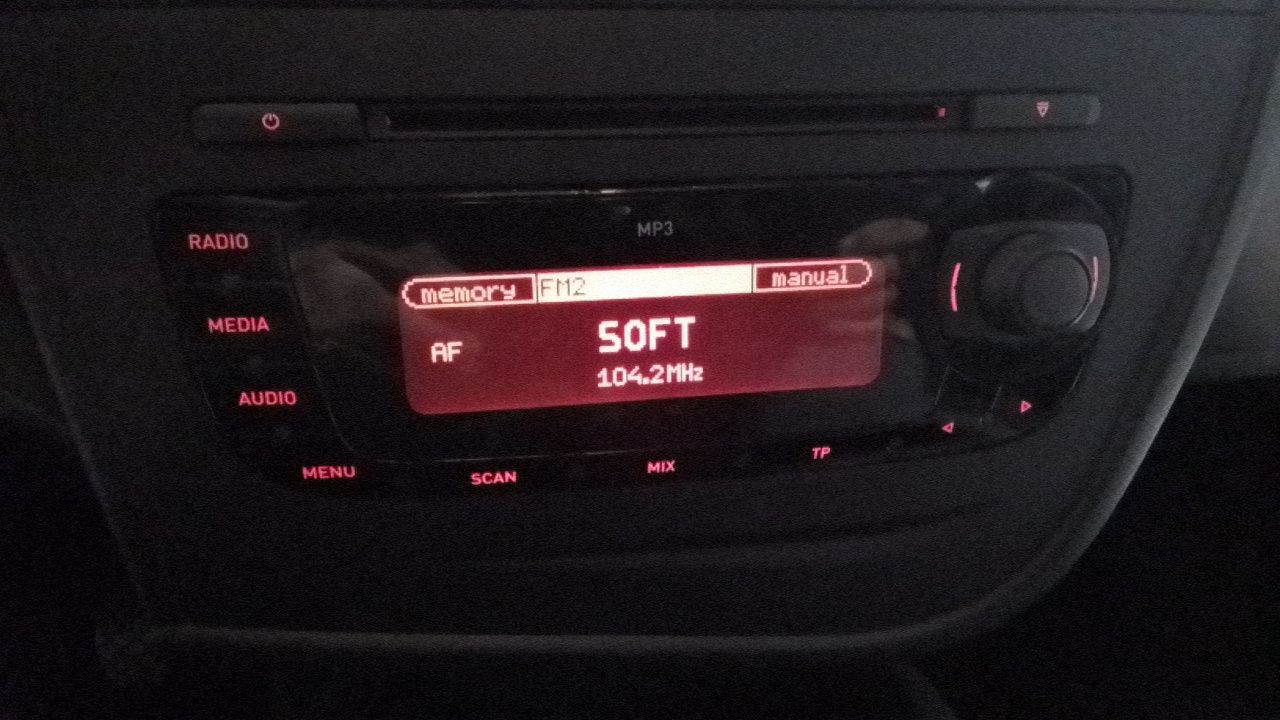 MP3
RADIO
memory FM2 manual
MEDIA
AF SOFT
104.2MHz
AUDIO
MENU SCAN MIX TP